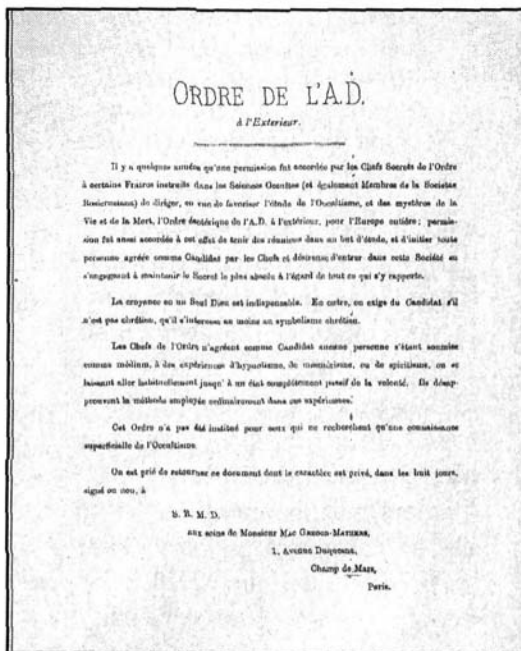 ORDRE DE L'A.D.
à l'Exterieur.
Il y a quelques années qu'une permission fut accordée par les Chefs Secrets de l'Ordre
à certains Fratres instruits dans les Sciences Occultes (et également Membres de la Societas
Rosicruciana) de diriger, en vue de favoriser l'étude de l'Occultisme, et des mystères de la
Vie et de la Mort, l'Ordre ésotérique de l'A.D. à l'extérieur, pour l'Europe entière; permis-
sion fut aussi accordée à cet effet de tenir des réunions dans un but d'étude, et d'initier toute
personne agréée comme Candidat par les Chefs et désireuse d'entrer dans cette Société en
s'engageant à maintenir le Secret le plus absolu à l'égard de tout ce qui s'y rapporte.
La croyance en un Seul Dieu est indispensable. En outre, on exige du Candidat s'il
n'est pas chrétien, qu'il s'intéresse au moins au symbolisme chrétien.
Les Chefs de l'Ordre n'agréent comme Candidat aucune personne s'étant soumise
comme médium, à des expériences d'hypnotisme, de mesmérisme, ou de spiritisme, ou se
laissant aller habituellement jusqu'à un état complètement passif de la volonté. Ils désap-
prouvent la méthode employée ordinairement dans ces expériences.
Cet Ordre n'a pas été institué pour ceux qui ne recherchent qu'une connaissance
superficielle de l'Occultisme.
On est prié de retourner ce document dont le caractère est privé, dans les huit jours,
signé ou non, à
S. R. M. D.
aux soins de Monsieur MAC GREGOR-MATHERS,
1, Avenue Duquesne,
Champ de Mars,
Paris.